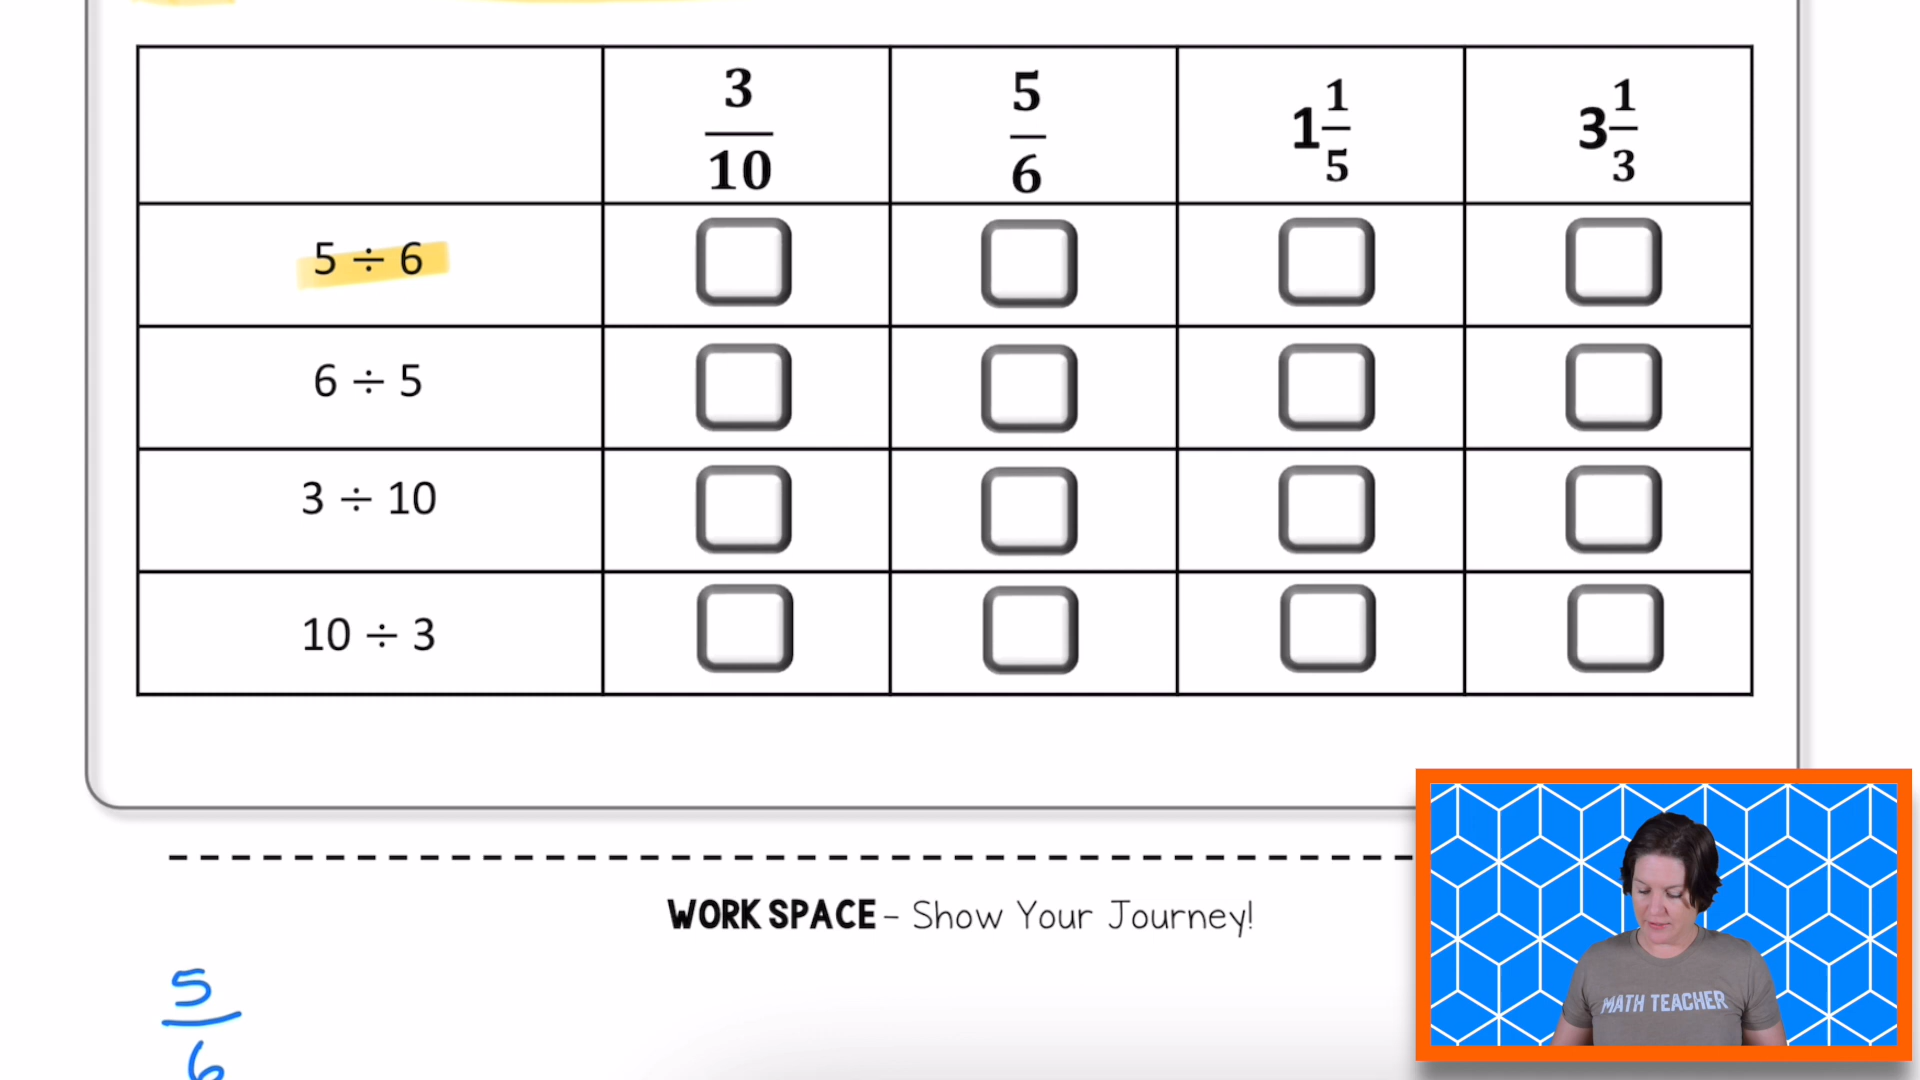 3/10 5/6 1 1/5 3 1/3
5 ÷ 6
6 ÷ 5
3 ÷ 10
10 ÷ 3
WORK SPACE - Show Your Journey!
5/6
MATH TEACHER